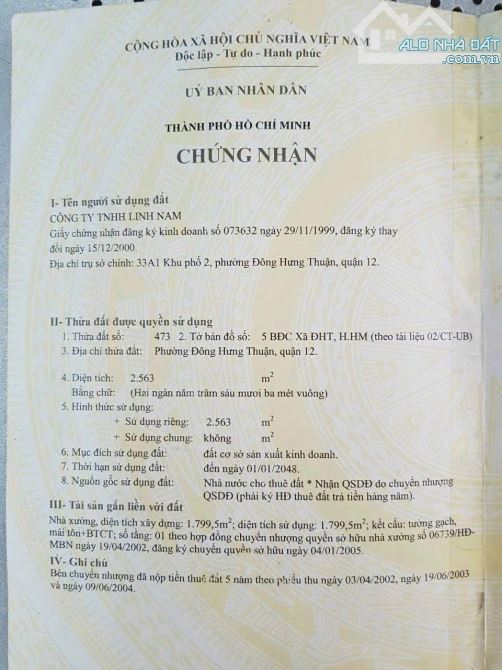 ALO NHÀ ĐẤT
.com.vn
CỘNG HÒA XÃ HỘI CHỦ NGHĨA VIỆT NAM
Độc lập - Tự do - Hạnh phúc
UỶ BAN NHÂN DÂN
THÀNH PHỐ HỒ CHÍ MINH
CHỨNG NHẬN
I- Tên người sử dụng đất
CÔNG TY TNHH LINH NAM
Giấy chứng nhận đăng ký kinh doanh số 073632 ngày 29/11/1999, đăng ký thay
đổi ngày 15/12/2000.
Địa chỉ trụ sở chính: 33A1 Khu phố 2, phường Đông Hưng Thuận, quận 12.
II- Thửa đất được quyền sử dụng
1. Thửa đất số: 473 2. Tờ bản đồ số: 5 BĐC Xã ĐHT, H.HM (theo tài liệu 02/CT-UB)
3. Địa chỉ thửa đất: Phường Đông Hưng Thuận, quận 12.
4. Diện tích: 2.563 m2
Bằng chữ: (Hai ngàn năm trăm sáu mươi ba mét vuông)
5. Hình thức sử dụng:
+ Sử dụng riêng: 2.563 m2
+ Sử dụng chung: không m2
6. Mục đích sử dụng đất: đất cơ sở sản xuất kinh doanh.
7. Thời hạn sử dụng đất: đến ngày 01/01/2048.
8. Nguồn gốc sử dụng đất: Nhà nước cho thuê đất * Nhận QSDĐ do chuyển nhượng
QSDĐ (phải ký HĐ thuê đất trả tiền hàng năm).
III- Tài sản gắn liền với đất
Nhà xưởng, diện tích xây dựng: 1.799,5m2; diện tích sử dụng: 1.799,5m2; kết cấu: tường gạch,
mái tôn+BTCT; số tầng: 01 theo hợp đồng chuyển nhượng quyền sở hữu nhà xưởng số 06739/HĐ-
MBN ngày 19/04/2002, đăng ký chuyển quyền sở hữu ngày 04/01/2005.
IV- Ghi chú
Bên chuyển nhượng đã nộp tiền thuê đất 5 năm theo phiếu thu ngày 03/04/2002, ngày 19/06/2003
và ngày 09/06/2004.